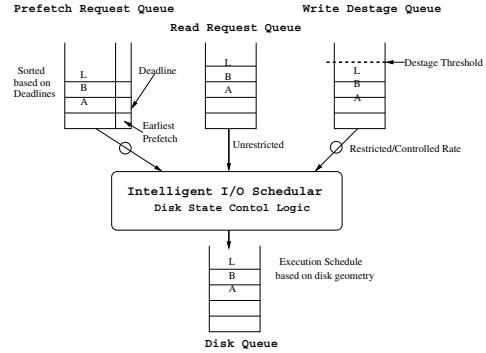 Prefetch Request Queue
Write Destage Queue
Read Request Queue
Sorted
based on
Deadlines
L
B
A
Deadline
Earliest
Prefetch
L
B
A
Unrestricted
L
B
A
Destage Threshold
Restricted/Controlled Rate
Intelligent I/O Schedular
Disk State Contol Logic
L
B
A
Execution Schedule
based on disk geometry
Disk Queue